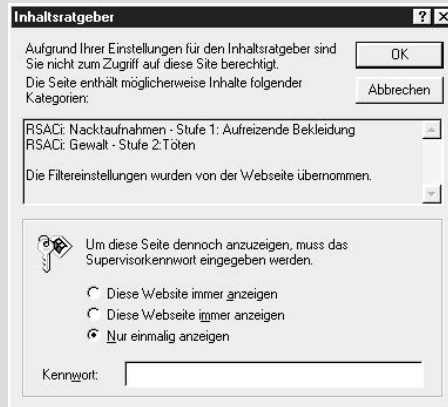 Inhaltsratgeber
Aufgrund Ihrer Einstellungen für den Inhaltsratgeber sind
Sie nicht zum Zugriff auf diese Site berechtigt.
Die Seite enthält möglicherweise Inhalte folgender
Kategorien:
OK
Abbrechen
RSACi: Nacktaufnahmen - Stufe 1: Aufreizende Bekleidung
RSACi: Gewalt - Stufe 2:Töten
Die Filtereinstellungen wurden von der Webseite übernommen.
Um diese Seite dennoch anzuzeigen, muss das
Supervisorkennwort eingegeben werden.
Diese Website immer anzeigen
Diese Webseite immer anzeigen
Nur einmalig anzeigen
Kennwort: